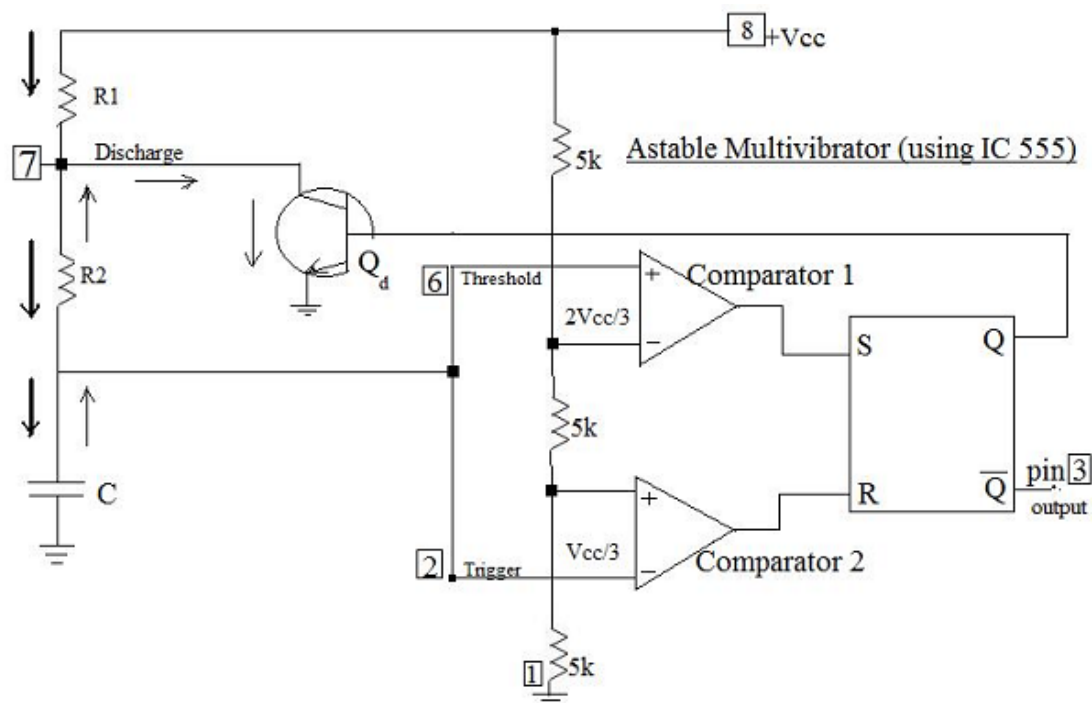 8 +Vcc
R1
7
Discharge
5k
Astable Multivibrator (using IC 555)
R2
Qd
6
Threshold
+
Comparator 1
2Vcc/3
−
S
Q
5k
C
R
Q̅
pin 3
output
+
Vcc/3
−
Comparator 2
2
Trigger
1
5k